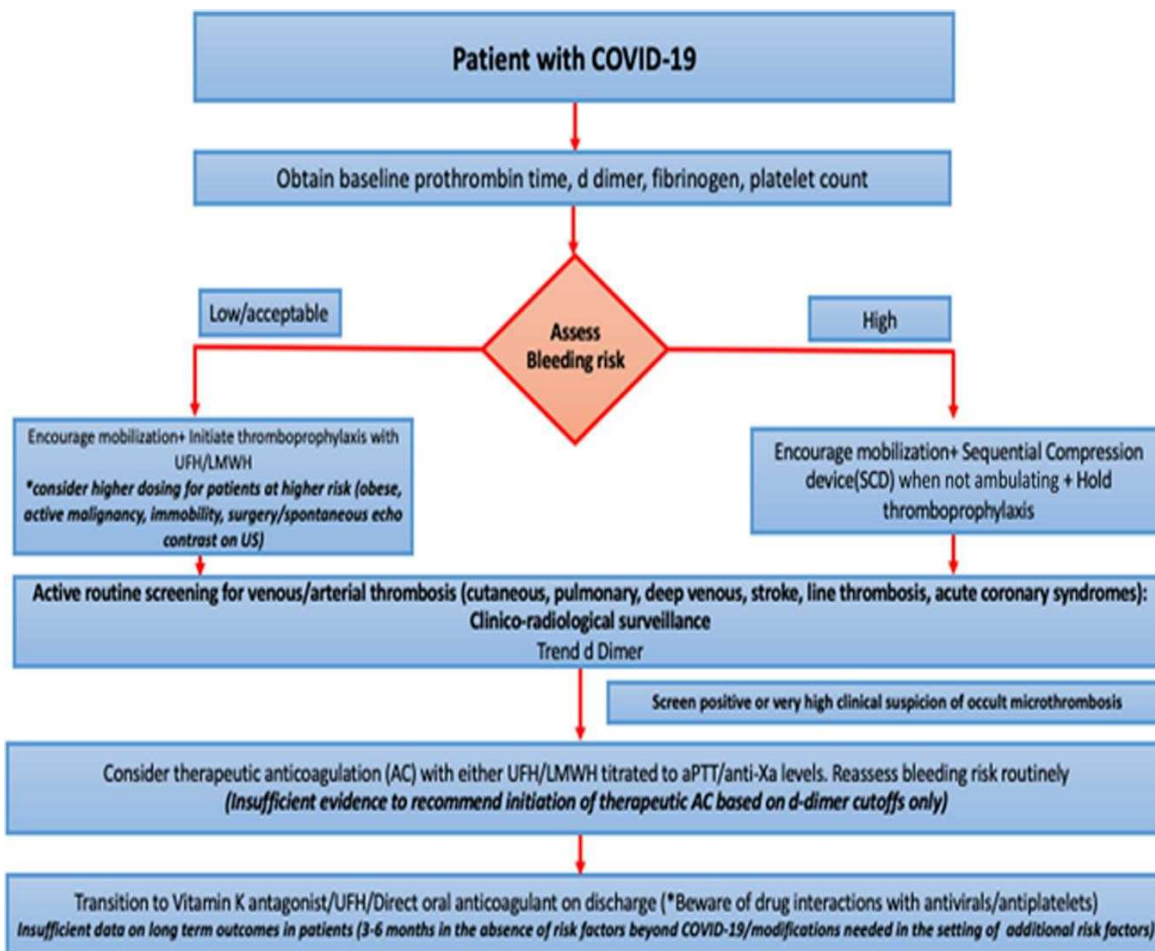 Patient with COVID-19
Obtain baseline prothrombin time, d dimer, fibrinogen, platelet count
Low/acceptable
High
Assess
Bleeding risk
Encourage mobilization+ Initiate thromboprophylaxis with
UFH/LMWH
*consider higher dosing for patients at higher risk (obese,
active malignancy, immobility, surgery/spontaneous echo
contrast on US)
Encourage mobilization+ Sequential Compression
device(SCD) when not ambulating + Hold
thromboprophylaxis
Active routine screening for venous/arterial thrombosis (cutaneous, pulmonary, deep venous, stroke, line thrombosis, acute coronary syndromes):
Clinico-radiological surveillance
Trend d Dimer
Screen positive or very high clinical suspicion of occult microthrombosis
Consider therapeutic anticoagulation (AC) with either UFH/LMWH titrated to aPTT/anti-Xa levels. Reassess bleeding risk routinely
(Insufficient evidence to recommend initiation of therapeutic AC based on d-dimer cutoffs only)
Transition to Vitamin K antagonist/UFH/Direct oral anticoagulant on discharge (*Beware of drug interactions with antivirals/antiplatelets)
Insufficient data on long term outcomes in patients (3-6 months in the absence of risk factors beyond COVID-19/modifications needed in the setting of additional risk factors)